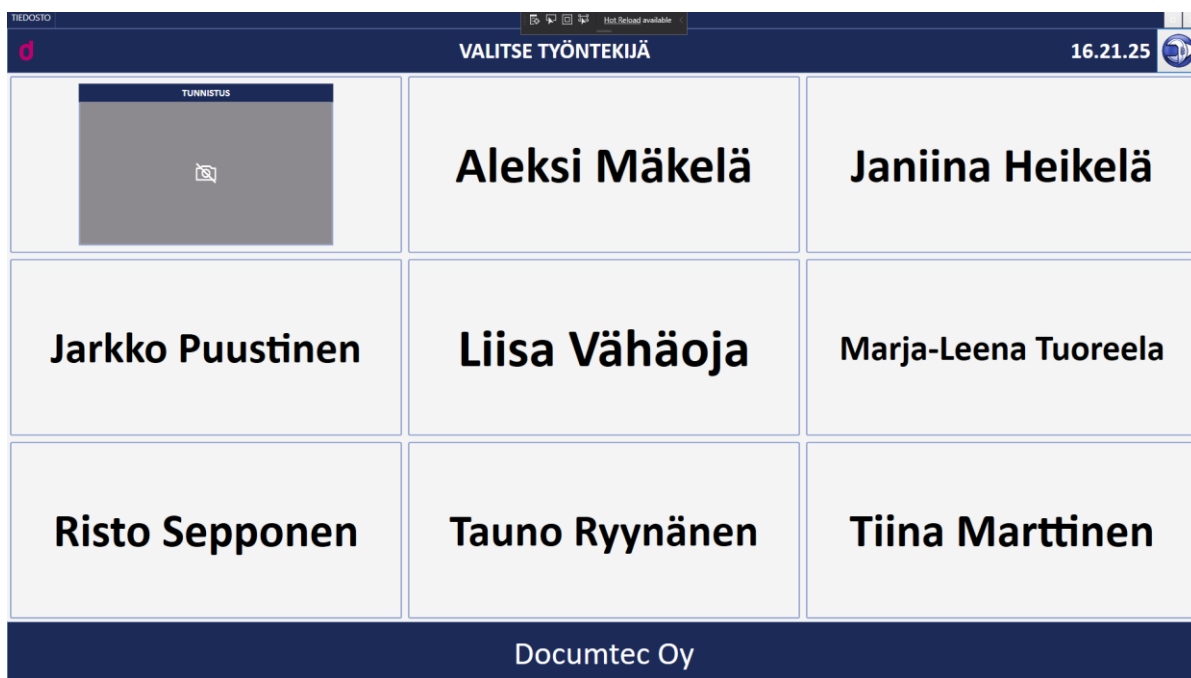 TIEDOSTO
Hot Reload available
d
VALITSE TYÖNTEKIJÄ
16.21.25
TUNNISTUS
Aleksi Mäkelä
Janiina Heikelä
Jarkko Puustinen
Liisa Vähäoja
Marja-Leena Tuoreela
Risto Sepponen
Tauno Ryynänen
Tiina Marttinen
Documtec Oy